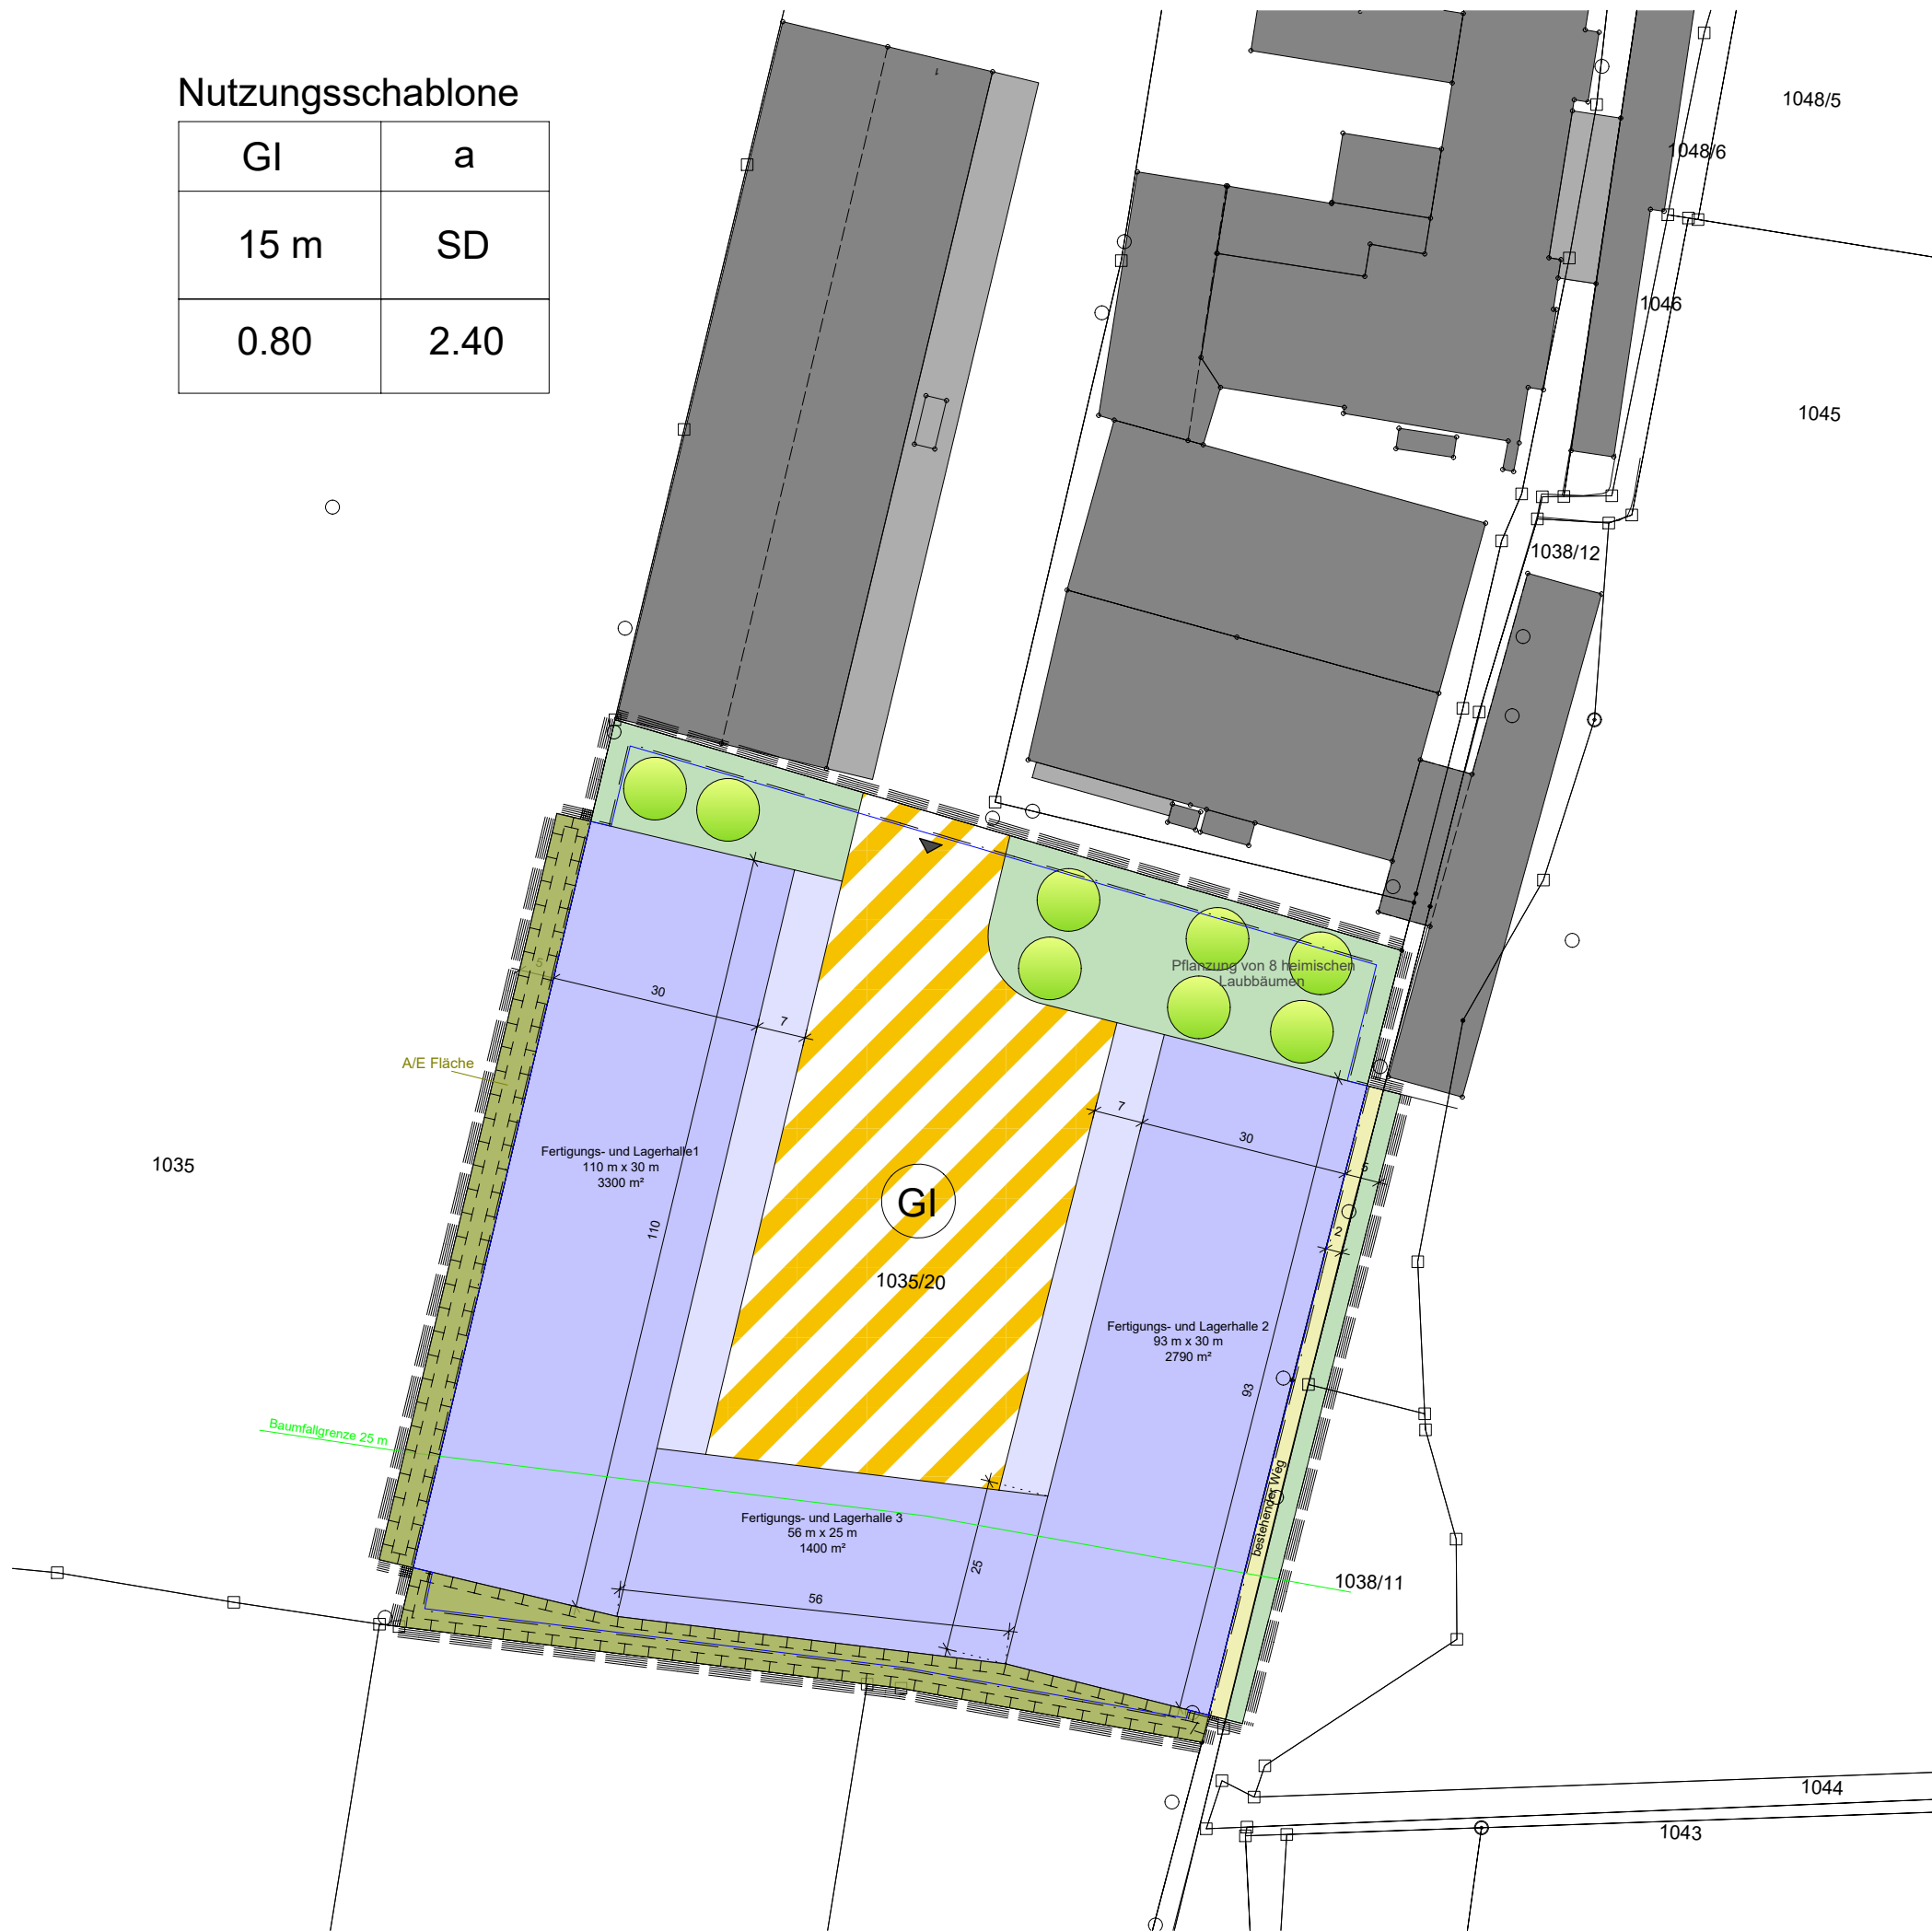 Nutzungsschablone
GI a
15 m SD
0.80 2.40
1048/5
1048/6
1046
1045
1038/12
Pflanzung von 8 heimischen
Laubbäumen
5
30
7
A/E Fläche
7
30
5
1035
Fertigungs- und Lagerhalle1
110 m x 30 m
3300 m²
110
GI
2
1035/20
Fertigungs- und Lagerhalle 2
93 m x 30 m
2790 m²
93
Baumfallgrenze 25 m
bestehender Weg
Fertigungs- und Lagerhalle 3
56 m x 25 m
1400 m²
25
56
1038/11
1044
1043